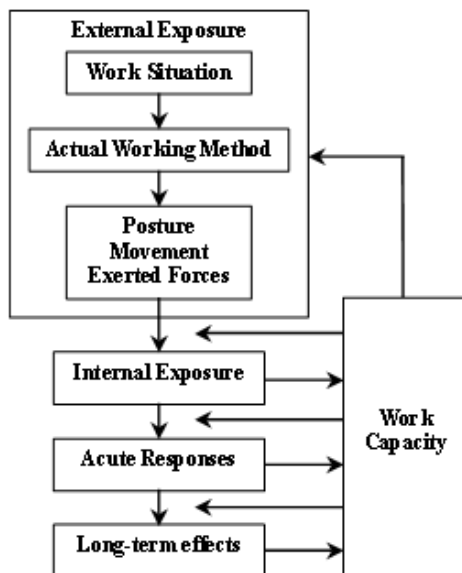 External Exposure
Work Situation
Actual Working Method
Posture
Movement
Exerted Forces
Internal Exposure
Work
Capacity
Acute Responses
Long-term effects